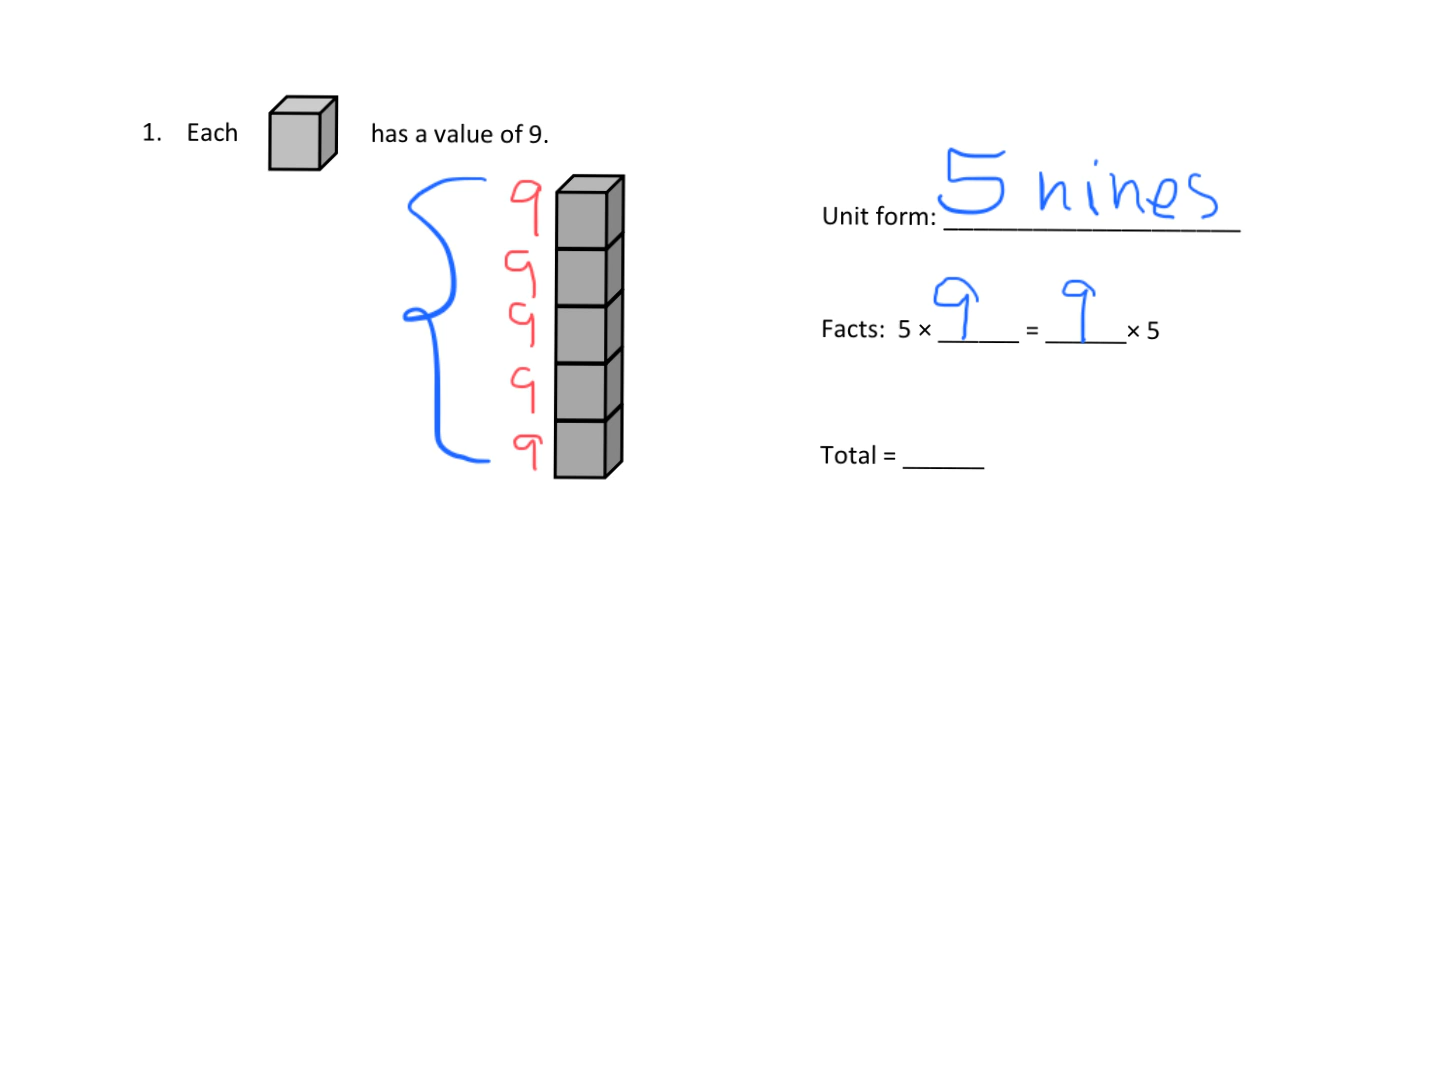 1. Each has a value of 9.
9
9
9
9
9
Unit form: 5 nines
Facts: 5 × 9 = 9 × 5
Total = ______